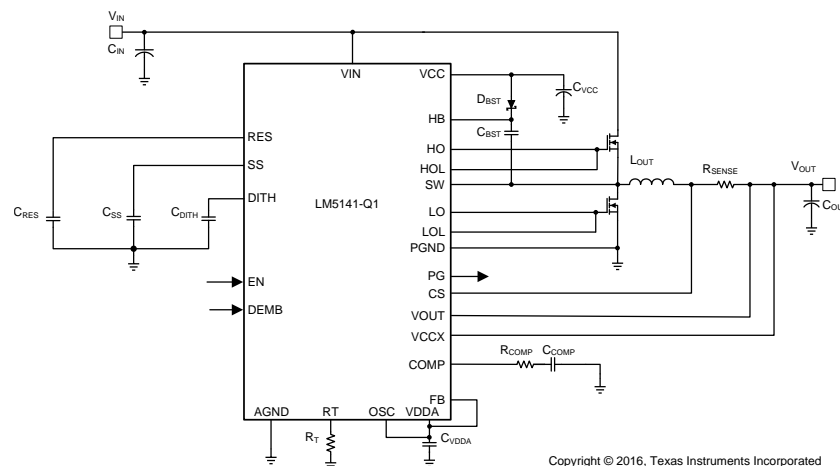 VIN
CIN
VIN
VCC
DBST
CVCC
HB
CBST
RES
HO
SS
HOL
LOUT
RSENSE
VOUT
SW
DITH
LM5141-Q1
LO
COU
CRES
CSS
CDITH
LOL
PGND
PG
EN
CS
DEMB
VOUT
VCCX
RCOMP
CCOMP
COMP
FB
AGND
RT
OSC
VDDA
RT
CVDDA
Copyright © 2016, Texas Instruments Incorporated